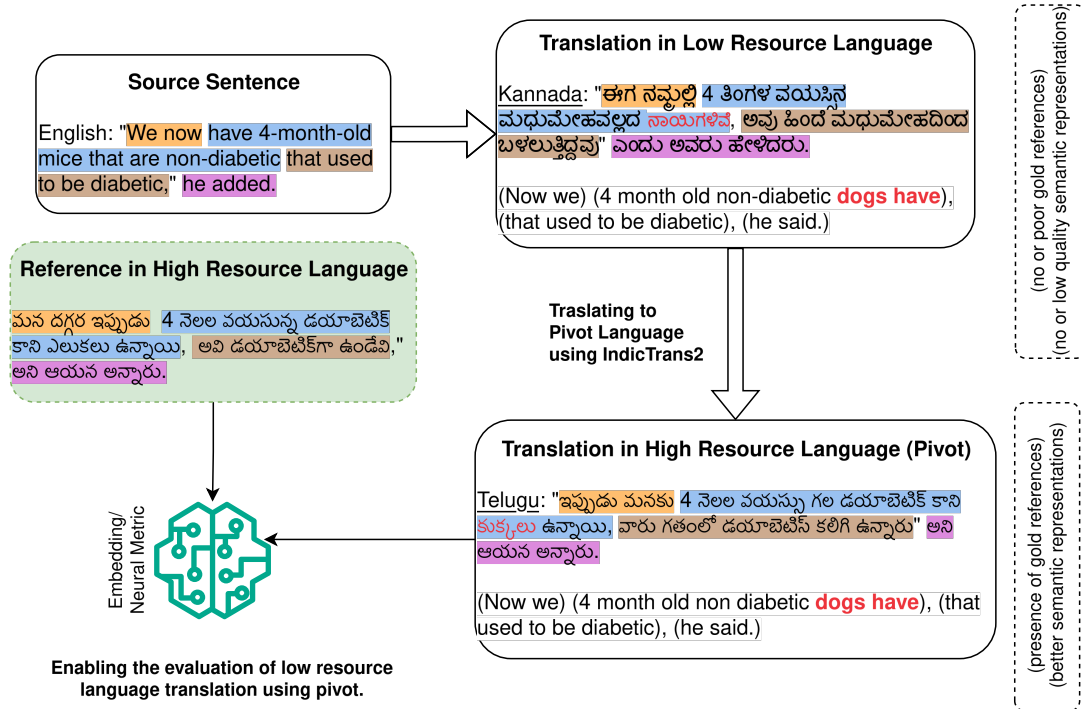 Source Sentence
English: "We now have 4-month-old
mice that are non-diabetic that used
to be diabetic," he added.
Translation in Low Resource Language
Kannada: "ಈಗ ನಮ್ಮಲ್ಲಿ 4 ತಿಂಗಳ ವಯಸ್ಸಿನ
ಮಧುಮೇಹವಲ್ಲದ ನಾಯಿಗಳಿವೆ, ಅವು ಹಿಂದೆ ಮಧುಮೇಹದಿಂದ
ಬಳಲುತ್ತಿದ್ದವು" ಎಂದು ಅವರು ಹೇಳಿದರು.
(Now we) (4 month old non-diabetic dogs have),
(that used to be diabetic), (he said.)
(no or poor gold references)
(no or low quality semantic representations)
Reference in High Resource Language
మన దగ్గర ఇప్పుడు 4 నెలల వయసున్న డయాబెటిక్
కాని ఎలుకలు ఉన్నాయి, అవి డయాబెటిక్‌గా ఉండేవి,"
అని ఆయన అన్నారు.
Traslating to
Pivot Language
using IndicTrans2
Translation in High Resource Language (Pivot)
Telugu: "ఇప్పుడు మనకు 4 నెలల వయస్సు గల డయాబెటిక్ కాని
కుక్కలు ఉన్నాయి, వారు గతంలో డయాబెటిస్ కలిగి ఉన్నారు" అని
ఆయన అన్నారు.
(Now we) (4 month old non diabetic dogs have), (that
used to be diabetic), (he said.)
(presence of gold references)
(better semantic representations)
Embedding/
Neural Metric
Enabling the evaluation of low resource
language translation using pivot.